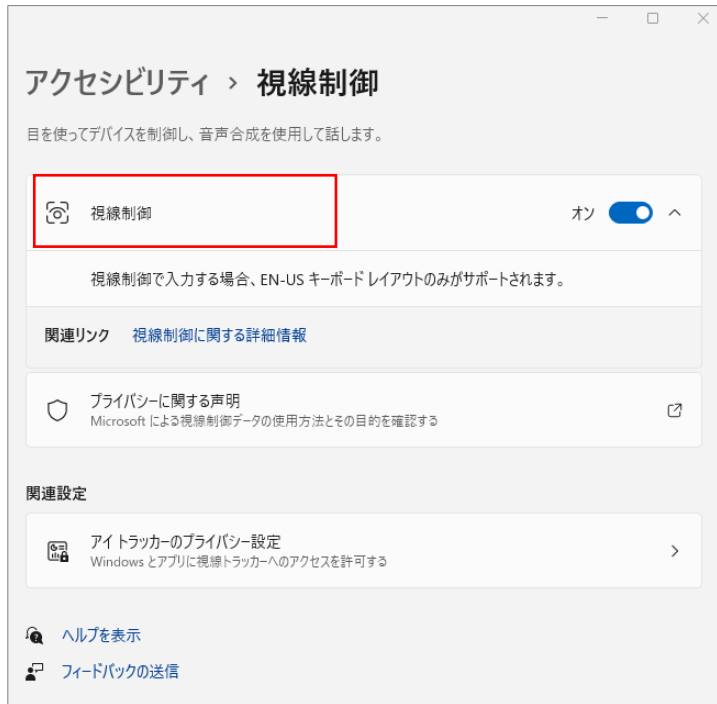 アクセシビリティ › 視線制御
目を使ってデバイスを制御し、音声合成を使用して話します。
視線制御 オン
視線制御で入力する場合、EN-US キーボード レイアウトのみがサポートされます。
関連リンク 視線制御に関する詳細情報
プライバシーに関する声明
Microsoft による視線制御データの使用方法とその目的を確認する
関連設定
アイ トラッカーのプライバシー設定
Windows とアプリに視線トラッカーへのアクセスを許可する
ヘルプを表示
フィードバックの送信